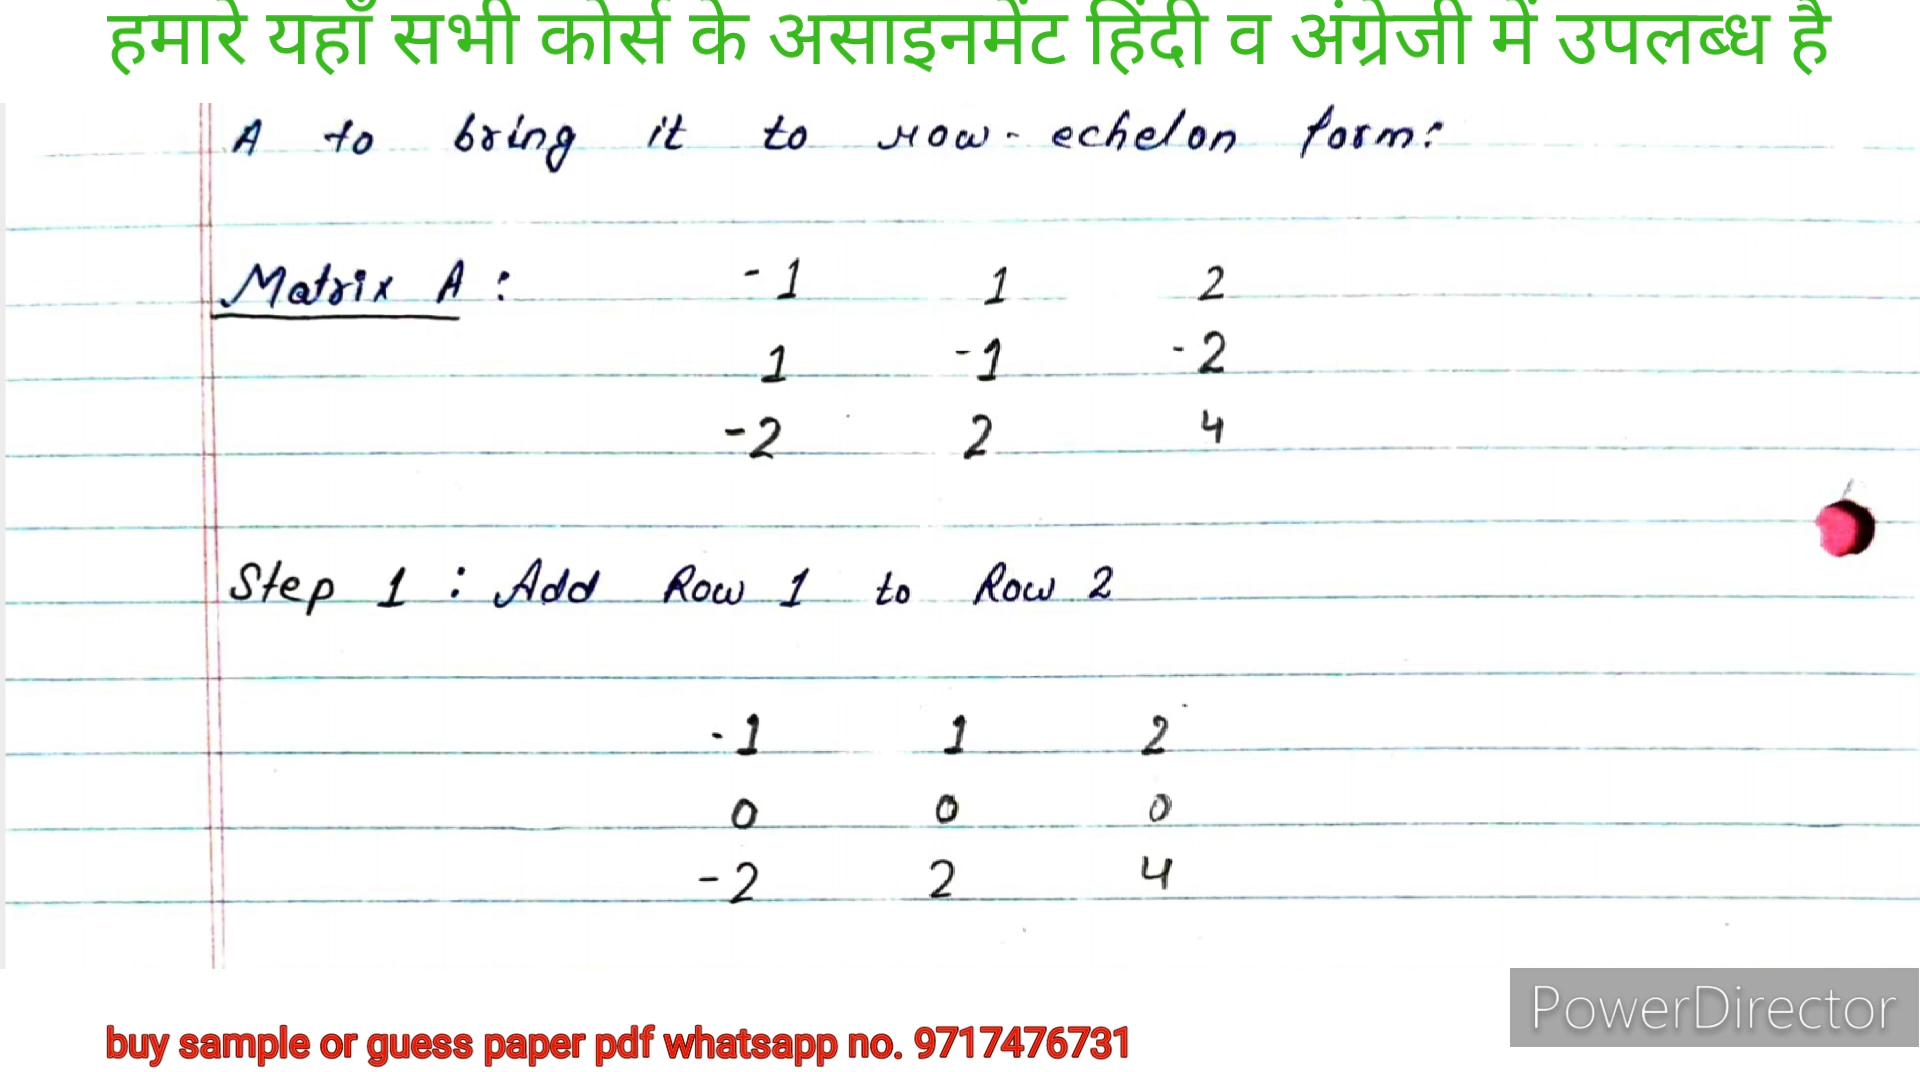 हमारे यहाँ सभी कोर्स के असाइनमेंट हिंदी व अंग्रेजी में उपलब्ध है
A to bring it to row-echelon form:
Matrix A : -1 1 2
1 -1 -2
-2 2 4
Step 1 : Add Row 1 to Row 2
-1 1 2
0 0 0
-2 2 4
PowerDirector
buy sample or guess paper pdf whatsapp no. 9717476731